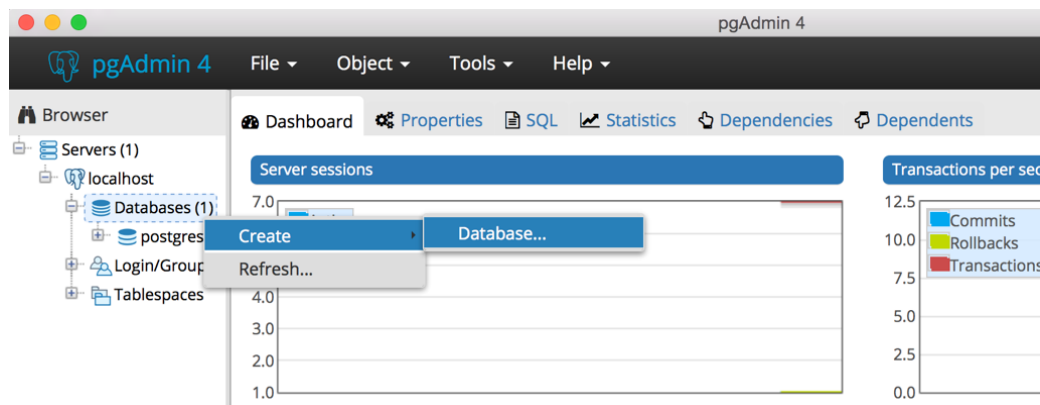 pgAdmin 4
pgAdmin 4 File Object Tools Help
Browser
Dashboard Properties SQL Statistics Dependencies Dependents
Servers (1)
localhost
Databases (1)
postgres
Login/Group
Tablespaces
Create
Database...
Refresh...
Server sessions
7.0
4.0
3.0
2.0
1.0
Transactions per sec
12.5
10.0
7.5
5.0
2.5
0.0
Commits
Rollbacks
Transactions